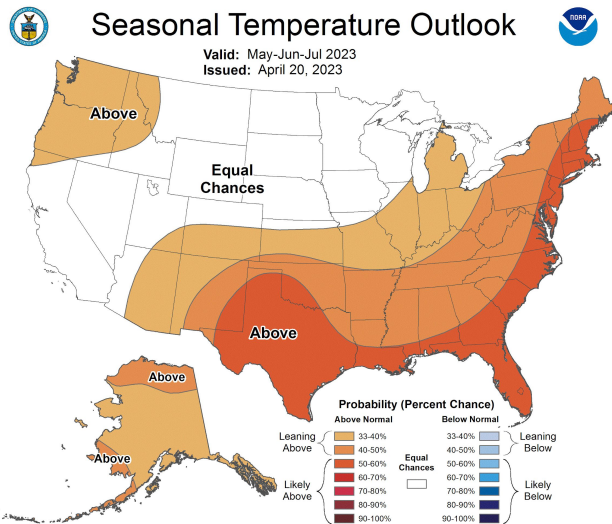 Seasonal Temperature Outlook
NOAA
Valid: May-Jun-Jul 2023
Issued: April 20, 2023
Above
Equal
Chances
Above
Above
Above
Probability (Percent Chance)
Above Normal
Below Normal
Leaning
Above
33-40%
40-50%
Likely
Above
50-60%
60-70%
70-80%
80-90%
90-100%
Equal
Chances
33-40%
40-50%
Leaning
Below
50-60%
60-70%
70-80%
80-90%
90-100%
Likely
Below